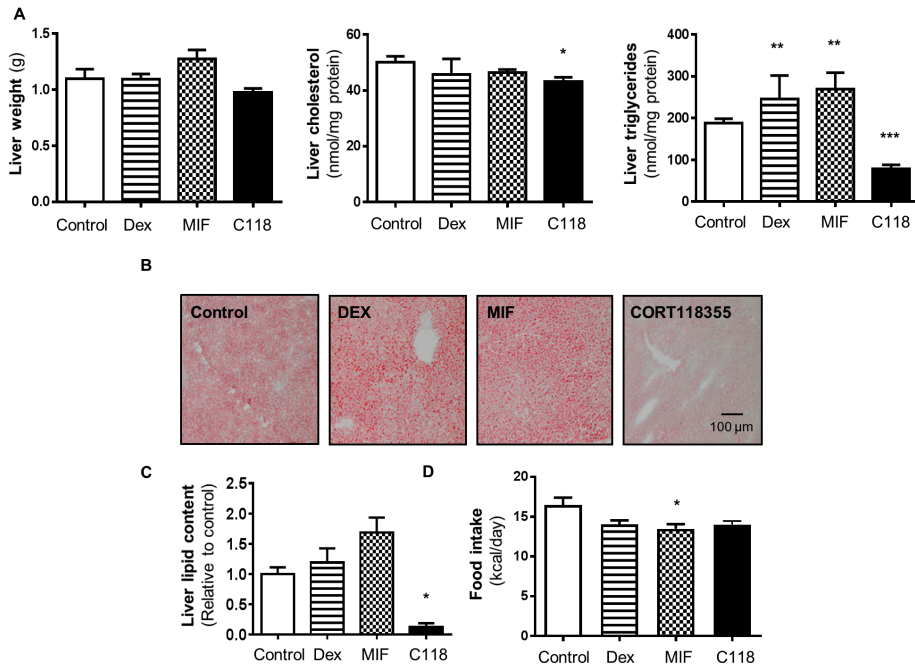 A
Liver weight (g)
1.5
1.0
0.5
0.0
Control Dex MIF C118
Liver cholesterol
(nmol/mg protein)
60
40
20
0
*
Control Dex MIF C118
Liver triglycerides
(nmol/mg protein)
400
300
200
100
0
** ** ***
Control Dex MIF C118
B
Control DEX MIF CORT118355
100 µm
C
Liver lipid content
(Relative to control)
2.5
2.0
1.5
1.0
0.5
0.0
*
Control Dex MIF C118
D
Food intake
(kcal/day)
20
15
10
5
0
*
Control Dex MIF C118